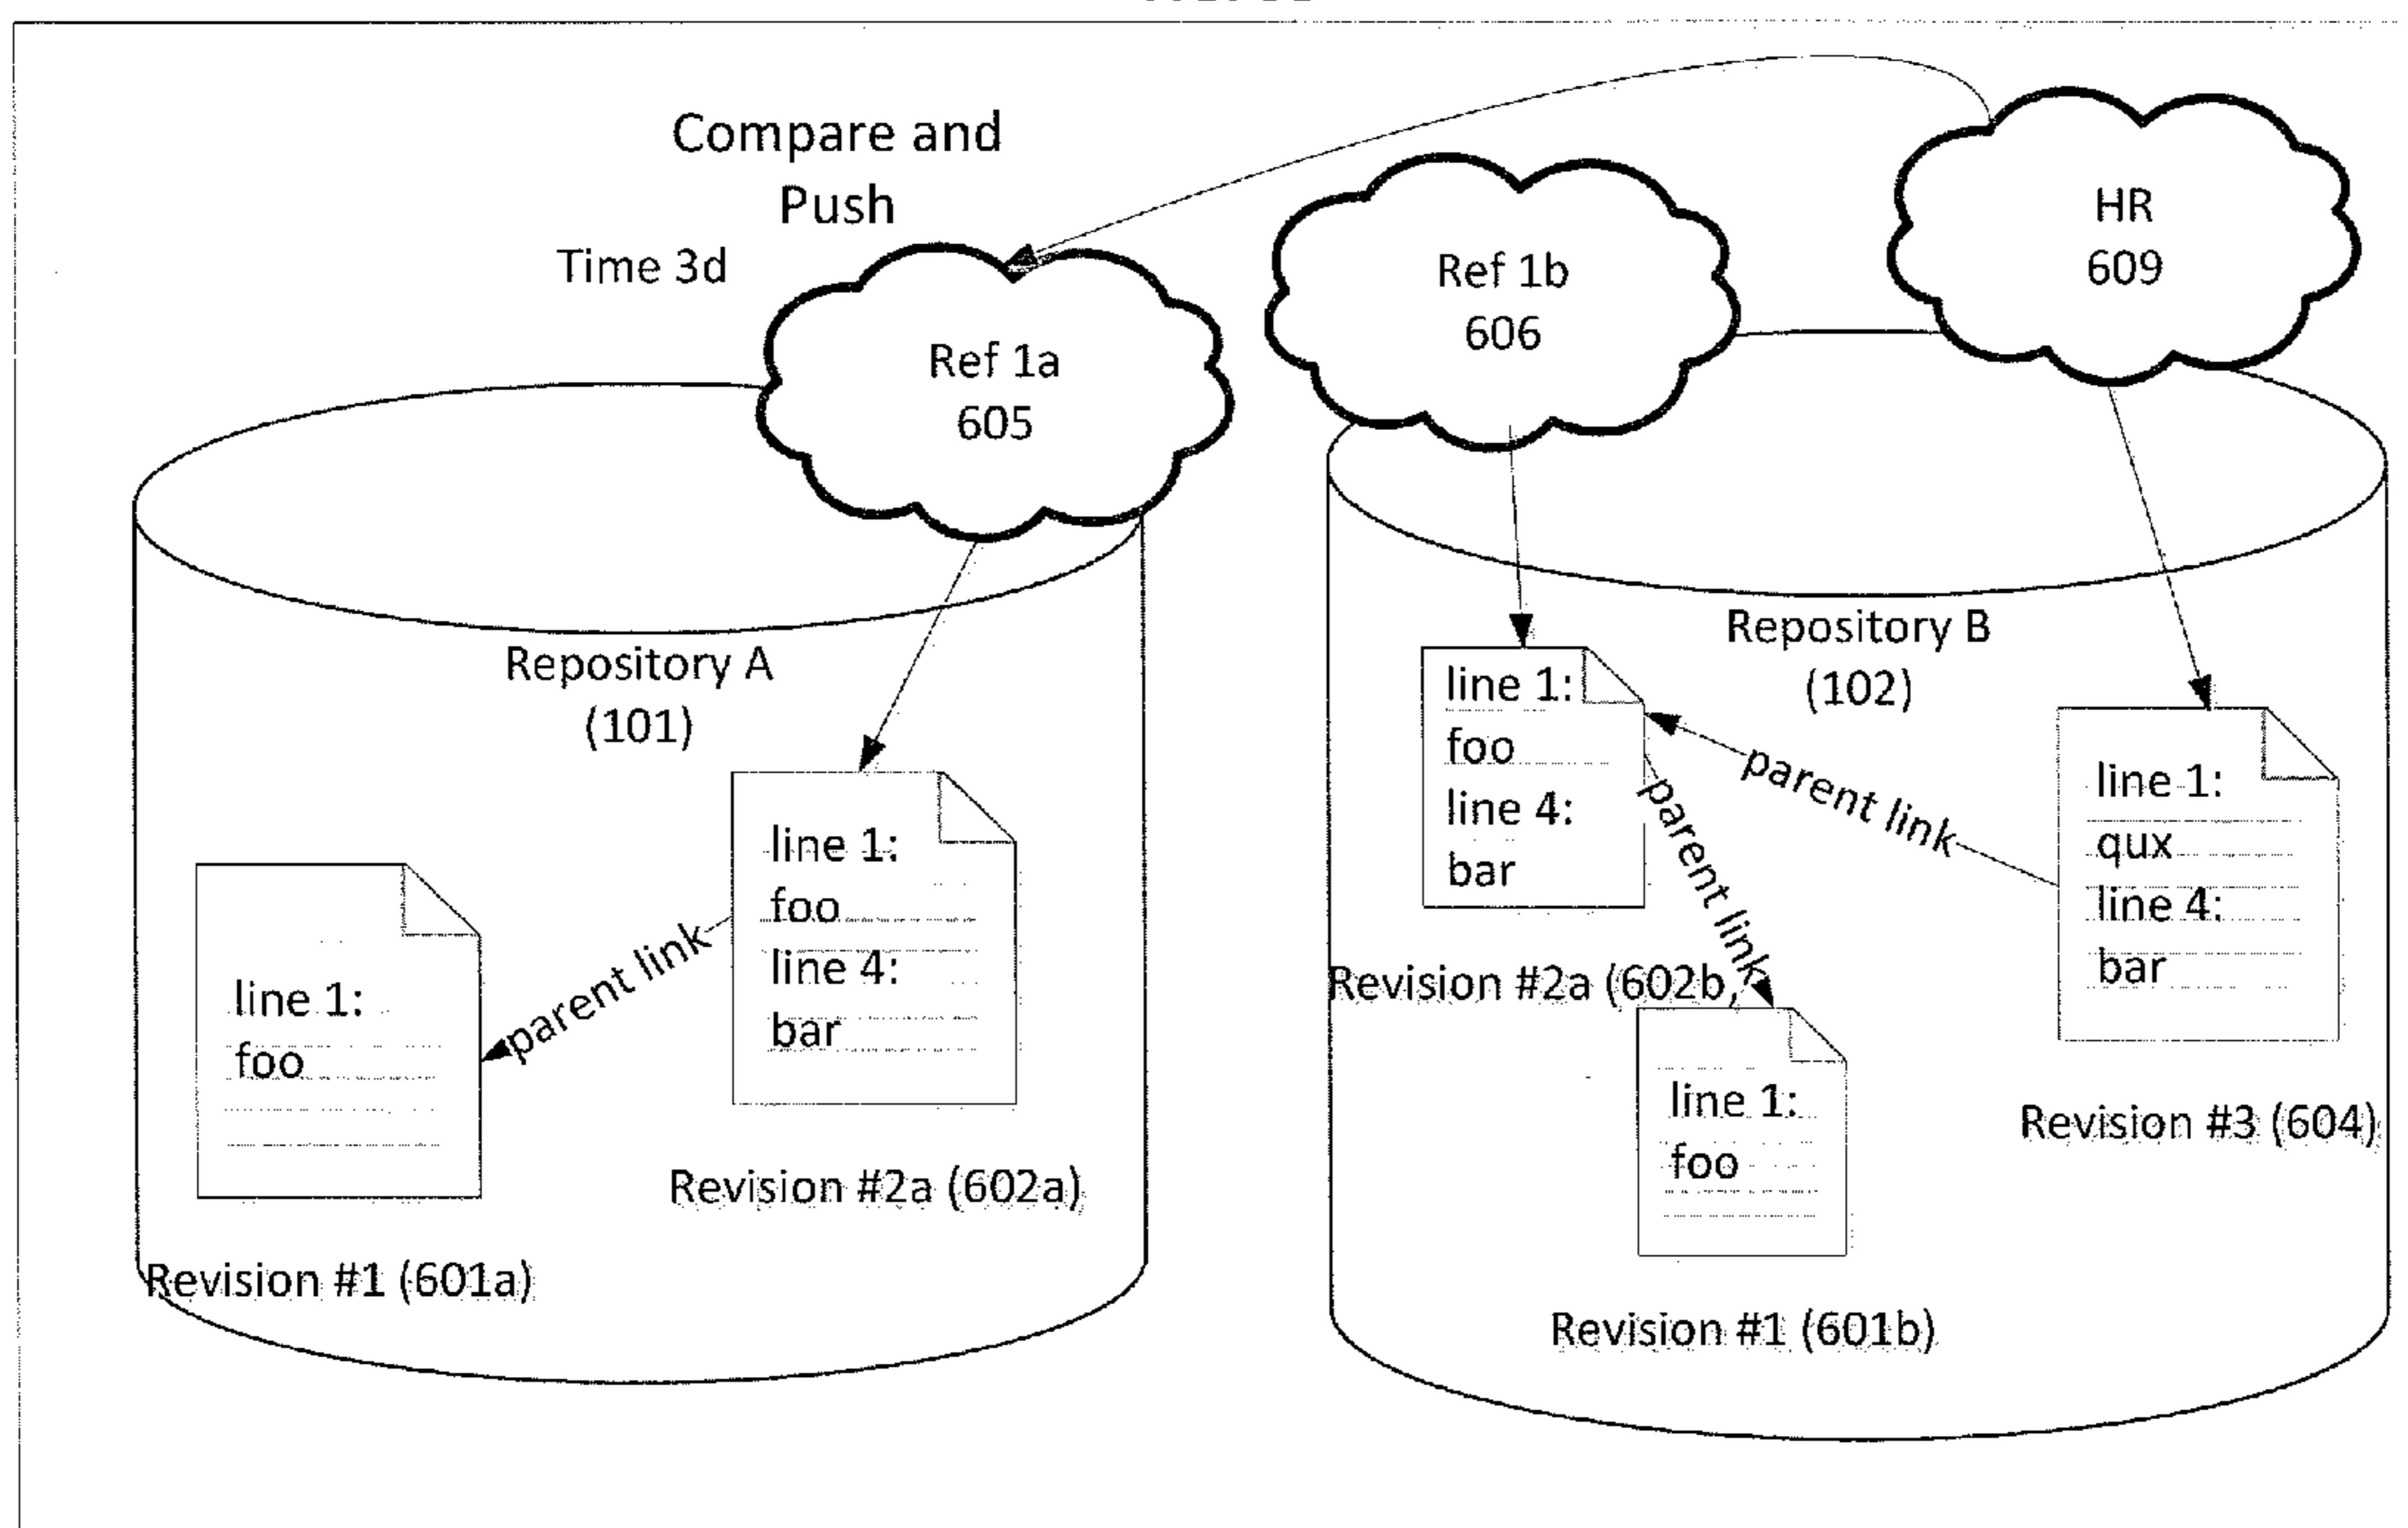 Compare and
Push
Time 3d
Ref 1a
605
Ref 1b
606
HR
609
Repository A
(101)
line 1:
foo
Revision #1 (601a)
parent link
line 1:
foo
line 4:
bar
Revision #2a (602a)
Repository B
(102)
line 1:
foo
line 4:
bar
Revision #2a (602b,
parent link
parent link
line 1:
foo
Revision #1 (601b)
line 1:
qux
line 4:
bar
Revision #3 (604)